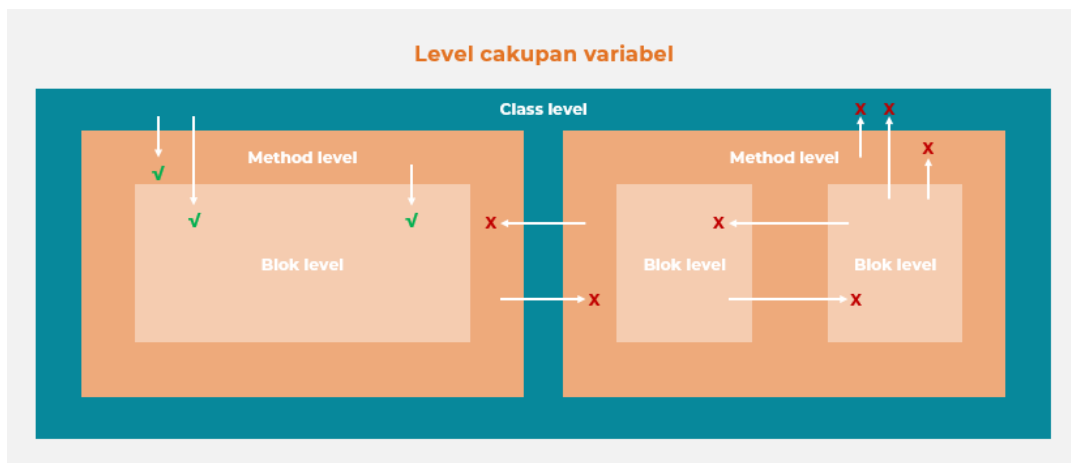 Level cakupan variabel
Class level
X X
Method level
Method level
X
√
√
√
X
X
Blok level
Blok level
Blok level
X
X